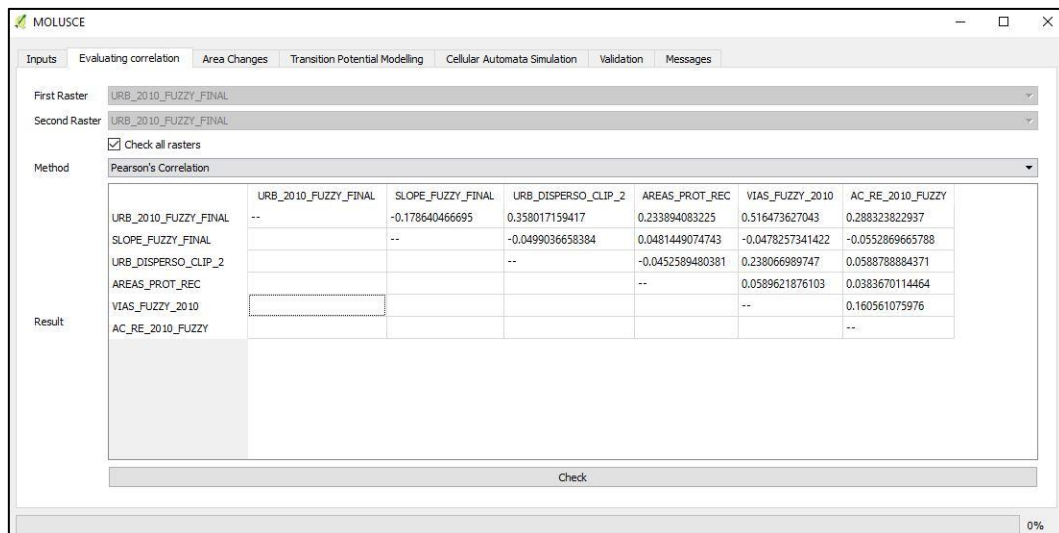 MOLUSCE
Inputs Evaluating correlation Area Changes Transition Potential Modelling Cellular Automata Simulation Validation Messages
First Raster URB_2010_FUZZY_FINAL
Second Raster URB_2010_FUZZY_FINAL
Check all rasters
Method Pearson's Correlation
URB_2010_FUZZY_FINAL SLOPE_FUZZY_FINAL URB_DISPERSO_CLIP_2 AREAS_PROT_REC VIAS_FUZZY_2010 AC_RE_2010_FUZZY
URB_2010_FUZZY_FINAL -- -0.178640466695 0.358017159417 0.233894083225 0.516473627043 0.288323822937
SLOPE_FUZZY_FINAL -- -0.0499036658384 0.0481449074743 -0.0478257341422 -0.0552869665788
URB_DISPERSO_CLIP_2 -- -0.0452589480381 0.238066989747 0.0588788884371
AREAS_PROT_REC -- 0.0589621876103 0.0383670114464
VIAS_FUZZY_2010 -- 0.160561075976
Result
AC_RE_2010_FUZZY --
Check
0%